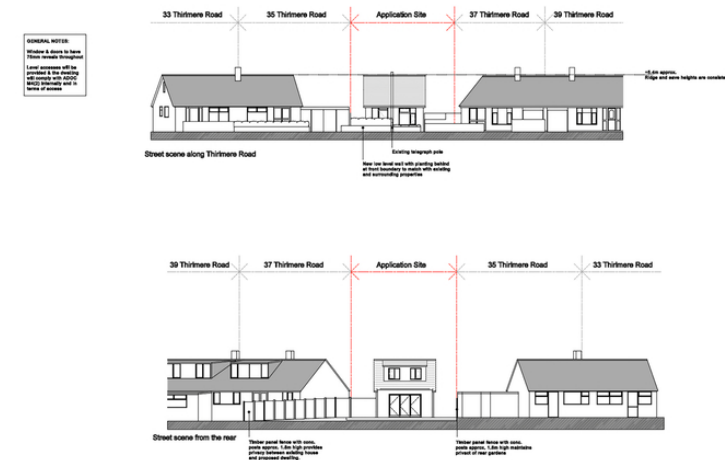 GENERAL NOTES:
Window & doors to have
75mm reveals throughout
Level accesses will be
provided & the dwelling
will comply with ADOC
M4(2) internally and in
terms of access
33 Thirlmere Road
35 Thirlmere Road
Application Site
37 Thirlmere Road
39 Thirlmere Road
Ridge and eave heights are
Street scene along Thirlmere Road
Existing telegraph pole
New low level wall with planting behind
at front boundary to match with existing
and surrounding properties
39 Thirlmere Road
37 Thirlmere Road
Application Site
35 Thirlmere Road
33 Thirlmere Road
Street scene from the rear
Timber panel fence with conc.
posts approx. 1.8m high provides
privacy between existing house
and proposed dwelling.
Timber panel fence with conc.
posts approx. 1.8m high maintains
privacy of rear gardens